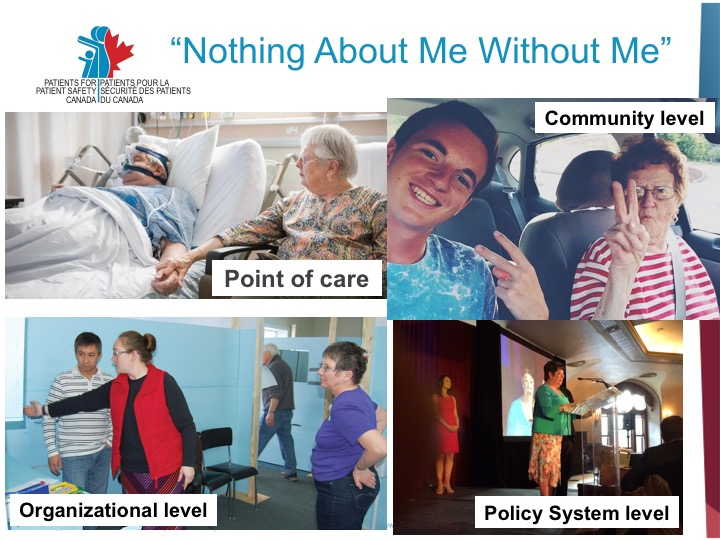 “Nothing About Me Without Me”
PATIENTS FOR PATIENTS POUR LA
PATIENT SAFETY SÉCURITÉ DES PATIENTS
CANADA DU CANADA
Community level
Point of care
Organizational level
Policy System level